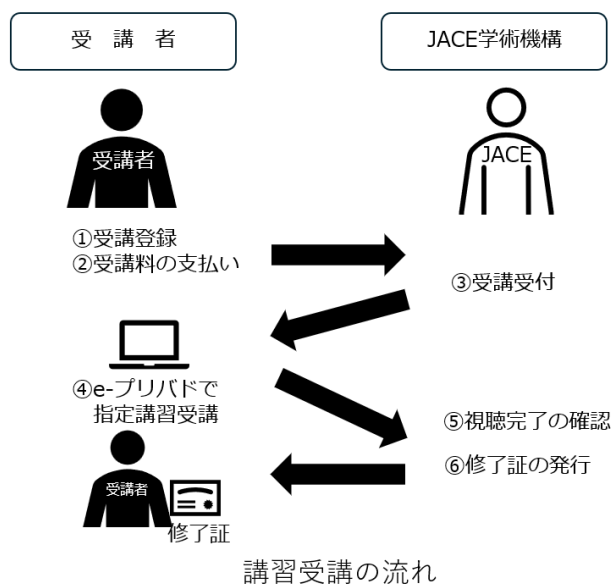 受 講 者
JACE学術機構
受講者
JACE
①受講登録
②受講料の支払い
③受講受付
④e-プリバドで
指定講習受講
⑤視聴完了の確認
⑥修了証の発行
受講者
修了証
講習受講の流れ